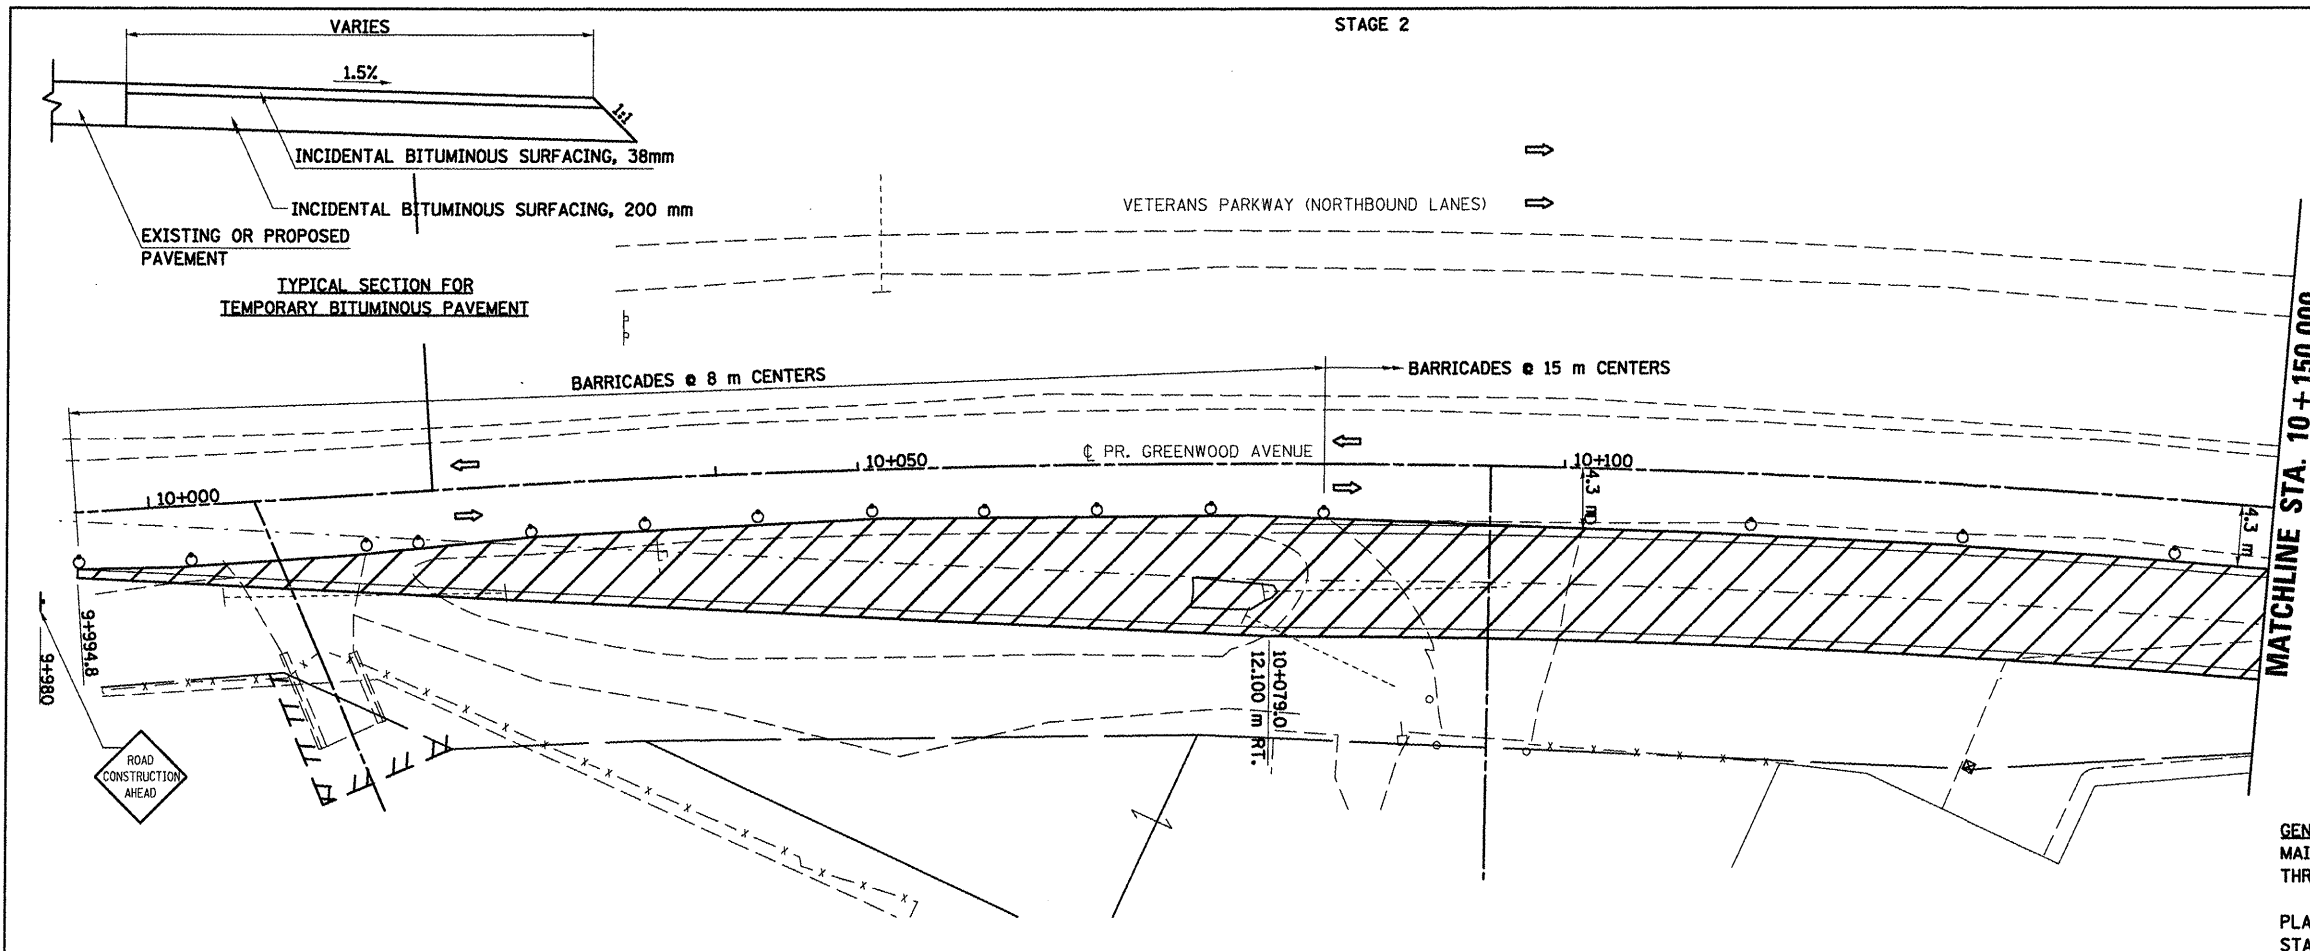 STAGE 2
VARIES
1.5%
1:1
INCIDENTAL BITUMINOUS SURFACING, 38mm
INCIDENTAL BITUMINOUS SURFACING, 200 mm
EXISTING OR PROPOSED
PAVEMENT
TYPICAL SECTION FOR
TEMPORARY BITUMINOUS PAVEMENT
VETERANS PARKWAY (NORTHBOUND LANES)
BARRICADES @ 8 m CENTERS
BARRICADES @ 15 m CENTERS
℄ PR. GREENWOOD AVENUE
10+000
10+050
10+100
4.3 m
4.3 m
MATCHLINE STA. 10+150.000
9+994.8
9+980
10+079.0
12.100 m RT.
ROAD
CONSTRUCTION
AHEAD
GEN
MAI
THR
PLA
STA